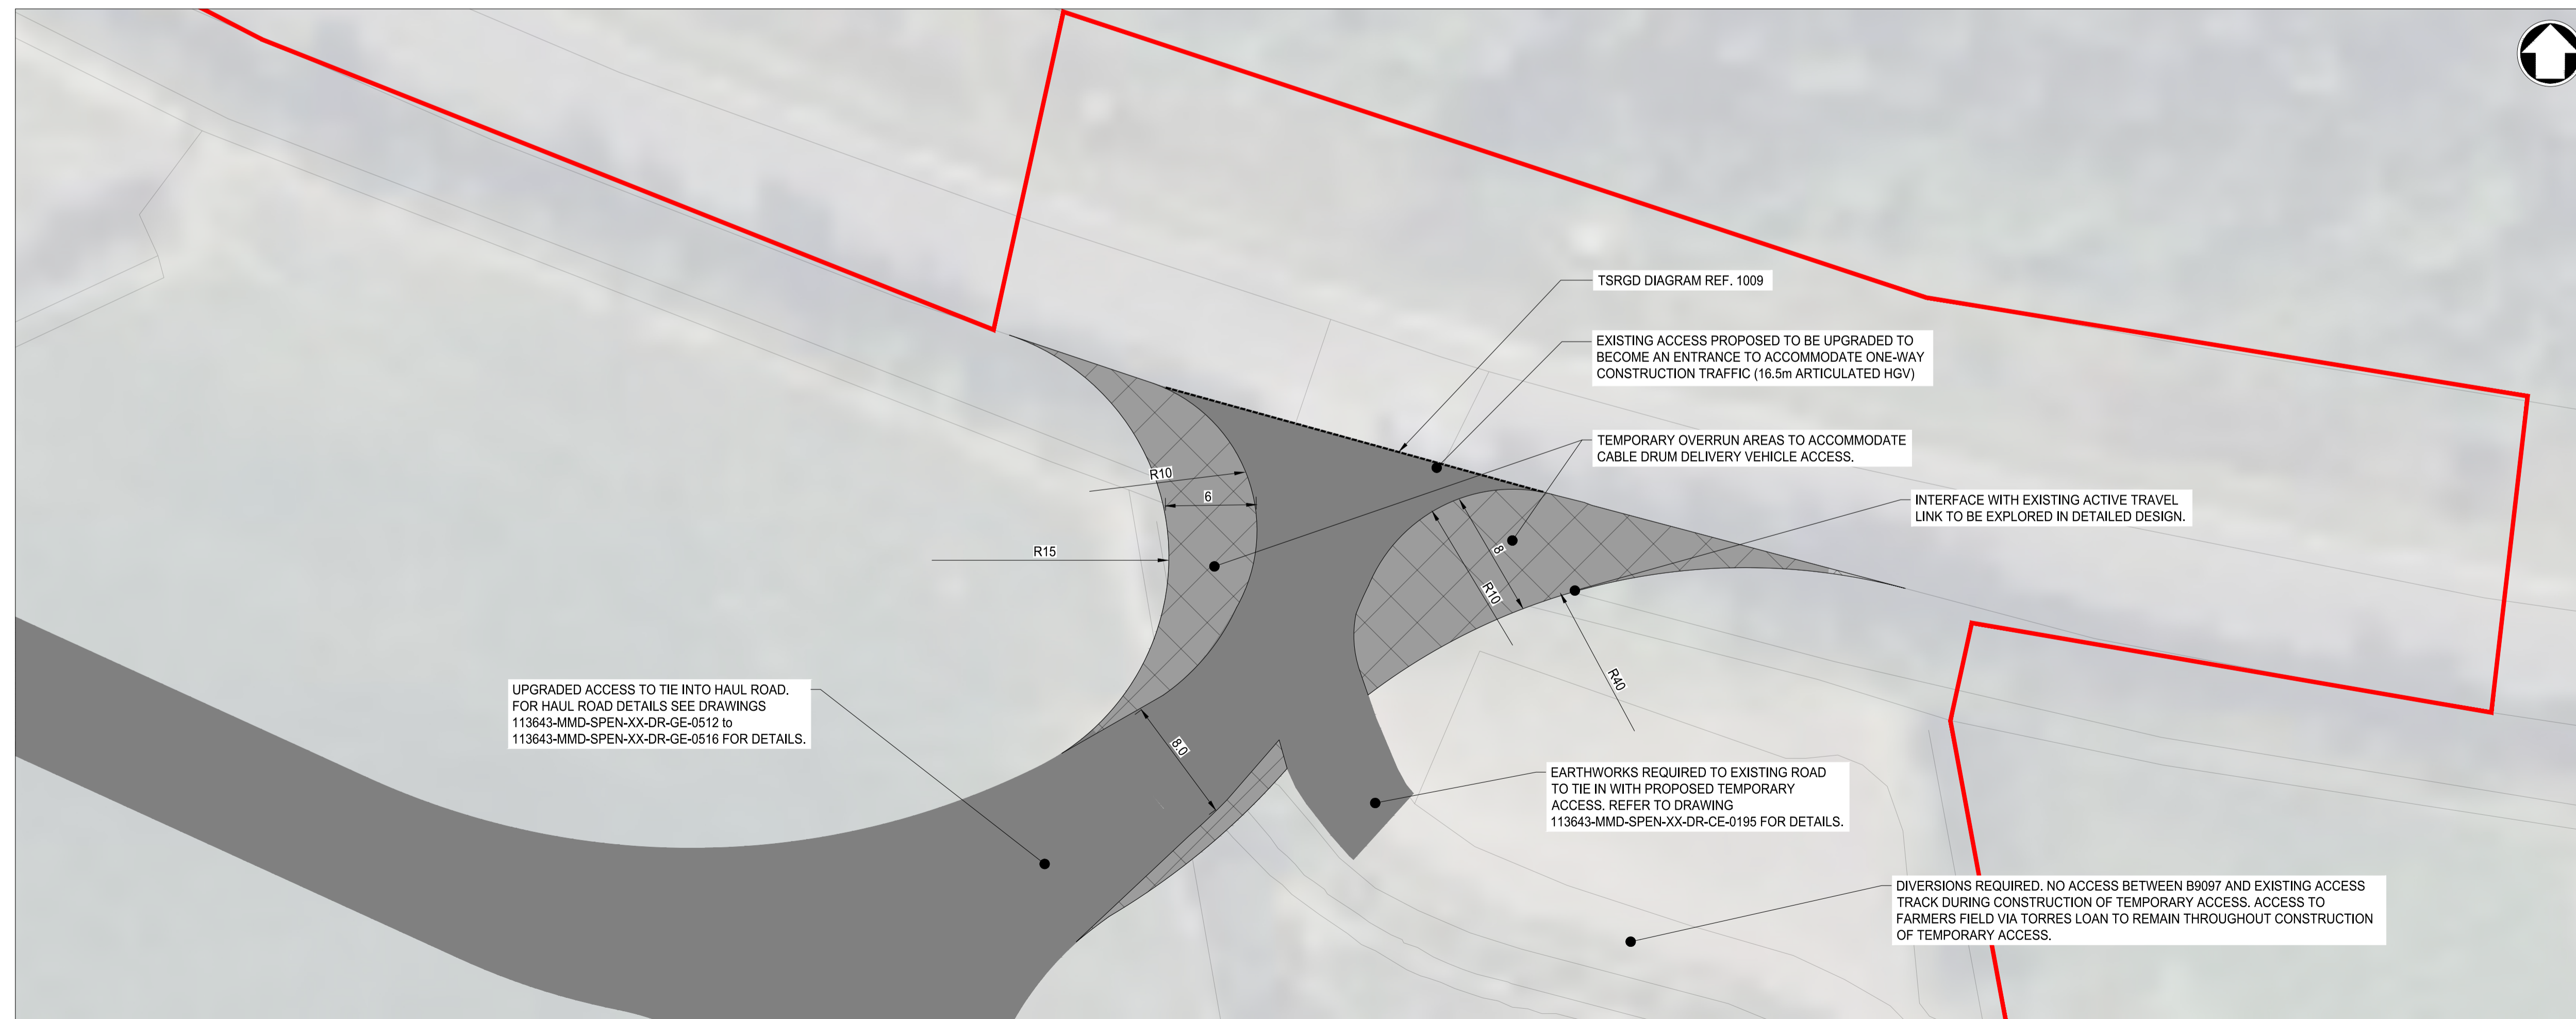 TSRGD DIAGRAM REF. 1009
EXISTING ACCESS PROPOSED TO BE UPGRADED TO
BECOME AN ENTRANCE TO ACCOMMODATE ONE-WAY
CONSTRUCTION TRAFFIC (16.5m ARTICULATED HGV)
TEMPORARY OVERRUN AREAS TO ACCOMMODATE
CABLE DRUM DELIVERY VEHICLE ACCESS.
INTERFACE WITH EXISTING ACTIVE TRAVEL
LINK TO BE EXPLORED IN DETAILED DESIGN.
R10
6
R15
8
R10
R40
UPGRADED ACCESS TO TIE INTO HAUL ROAD.
FOR HAUL ROAD DETAILS SEE DRAWINGS
113643-MMD-SPEN-XX-DR-GE-0512 to
113643-MMD-SPEN-XX-DR-GE-0516 FOR DETAILS.
8.0
EARTHWORKS REQUIRED TO EXISTING ROAD
TO TIE IN WITH PROPOSED TEMPORARY
ACCESS. REFER TO DRAWING
113643-MMD-SPEN-XX-DR-CE-0195 FOR DETAILS.
DIVERSIONS REQUIRED. NO ACCESS BETWEEN B9097 AND EXISTING ACCESS
TRACK DURING CONSTRUCTION OF TEMPORARY ACCESS. ACCESS TO
FARMERS FIELD VIA TORRES LOAN TO REMAIN THROUGHOUT CONSTRUCTION
OF TEMPORARY ACCESS.